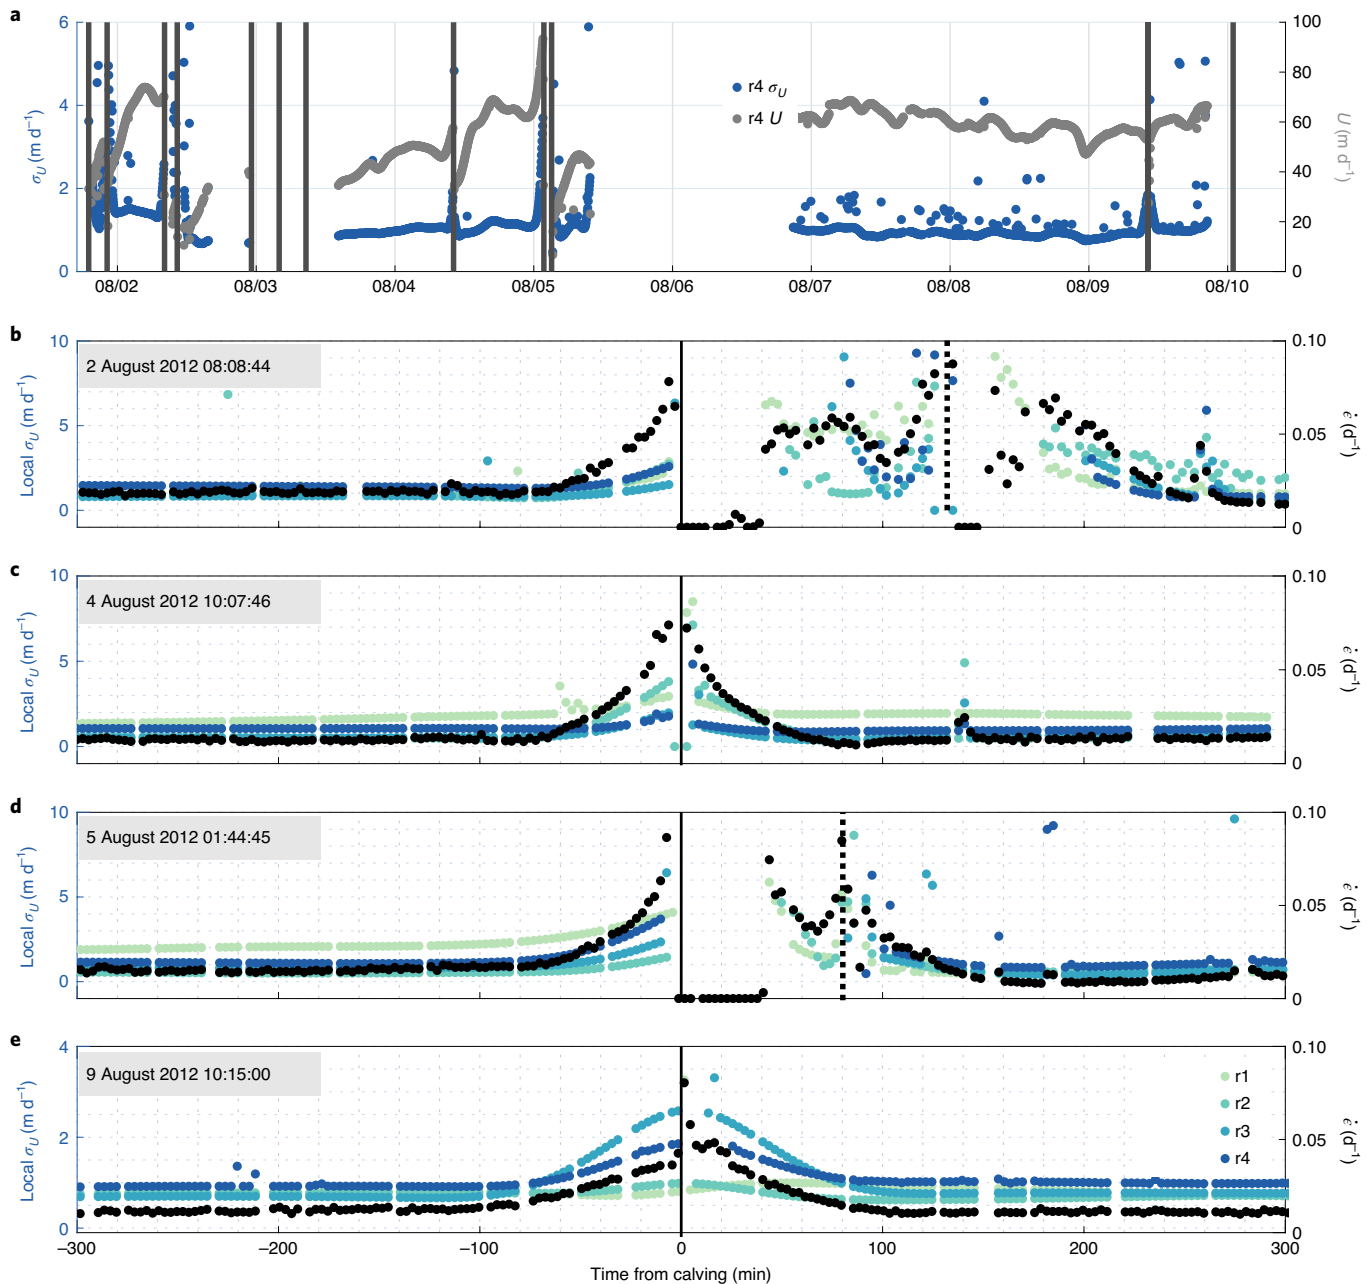 a
6
4
2
0
σU (m d−1)
r4 σU
r4 U
100
80
60
40
20
0
U (m d−1)
08/02 08/03 08/04 08/05 08/06 08/07 08/08 08/09 08/10
b
2 August 2012 08:08:44
10
5
0
Local σU (m d−1)
0.10
0.05
0
ε̇ (d−1)
c
4 August 2012 10:07:46
10
5
0
Local σU (m d−1)
0.10
0.05
0
ε̇ (d−1)
d
5 August 2012 01:44:45
10
5
0
Local σU (m d−1)
0.10
0.05
0
ε̇ (d−1)
e
9 August 2012 10:15:00
4
2
0
Local σU (m d−1)
r1
r2
r3
r4
0.10
0.05
0
ε̇ (d−1)
−300 −200 −100 0 100 200 300
Time from calving (min)